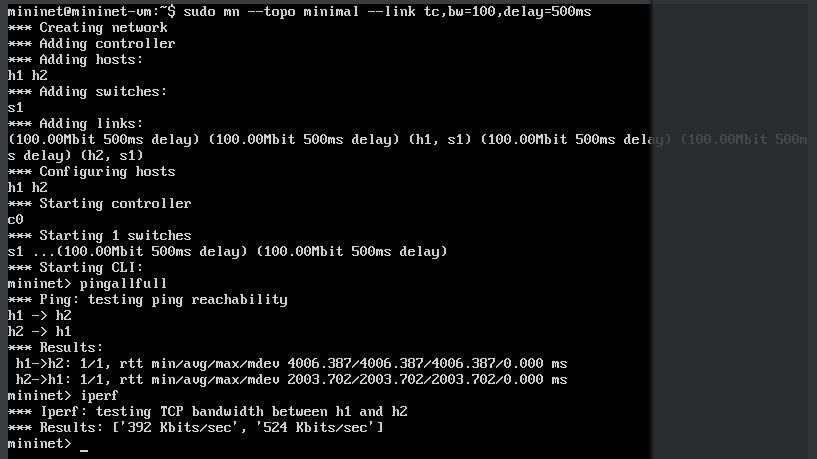 mininet@mininet-vm:~$ sudo mn --topo minimal --link tc,bw=100,delay=500ms
*** Creating network
*** Adding controller
*** Adding hosts:
h1 h2
*** Adding switches:
s1
*** Adding links:
(100.00Mbit 500ms delay) (100.00Mbit 500ms delay) (h1, s1) (100.00Mbit 500ms delay) (100.00Mbit 500m
s delay) (h2, s1)
*** Configuring hosts
h1 h2
*** Starting controller
c0
*** Starting 1 switches
s1 ...(100.00Mbit 500ms delay) (100.00Mbit 500ms delay)
*** Starting CLI:
mininet> pingallfull
*** Ping: testing ping reachability
h1 -> h2
h2 -> h1
*** Results:
 h1->h2: 1/1, rtt min/avg/max/mdev 4006.387/4006.387/4006.387/0.000 ms
 h2->h1: 1/1, rtt min/avg/max/mdev 2003.702/2003.702/2003.702/0.000 ms
mininet> iperf
*** Iperf: testing TCP bandwidth between h1 and h2
*** Results: ['392 Kbits/sec', '524 Kbits/sec']
mininet> _